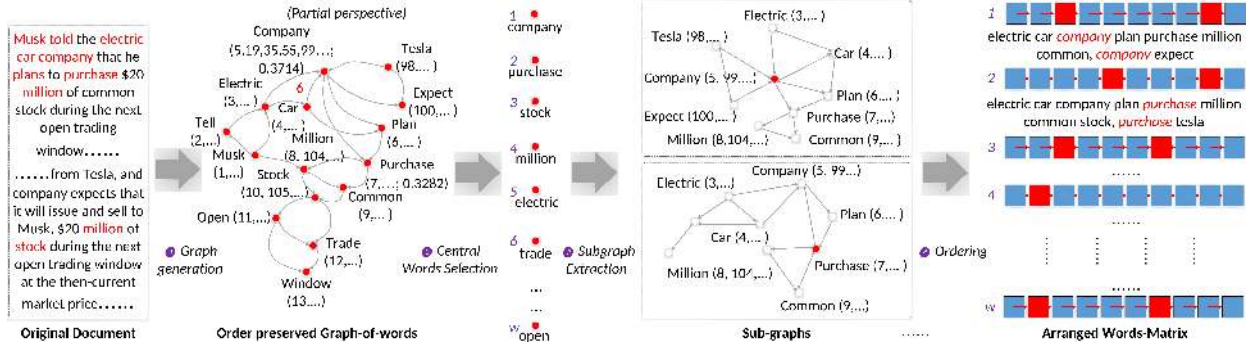 Musk told the electric
car company that he
plans to purchase $20
million of common
stock during the next
open trading
window......
......from Tesla, and
company expects that
it will issue and sell to
Musk, $20 million of
stock during the next
open trading window
at the then-current
market price......
Original Document
Graph
generation
(Partial perspective)
Company
(5,19,35,55,99...;
0.3714)
Tesla
(98,... )
Electric
(3,... )
6
Car
(4,... )
Expect
(100,... )
Tell
(2,...)
Million
(8, 104,... )
Plan
(6,... )
Musk
(1,... )
Stock
(10, 105,... )
Purchase
(7,... ; 0.3282)
Common
(9,... )
Open (11,...)
Trade
(12,...)
Window
(13,...)
Order preserved Graph-of-words
Central
Words Selection
1
company
2
purchase
3
stock
4
million
5
electric
6
trade
...
...
w
open
Subgraph
Extraction
Electric (3,... )
Tesla (98,... )
Car (4,... )
Company (5, 99... )
Plan (6,... )
Expect (100,... )
Purchase (7,... )
Million (8,104,... )
Common (9,... )
Company (5, 99... )
Electric (3,... )
Plan (6,... )
Car (4,... )
Million (8, 104,...)
Purchase (7,... )
Common (9,... )
Sub-graphs
......
Ordering
1
electric car company plan purchase million
common, company expect
2
electric car company plan purchase million
common stock, purchase tesla
3
......
4
......
......
w
Arranged Words-Matrix